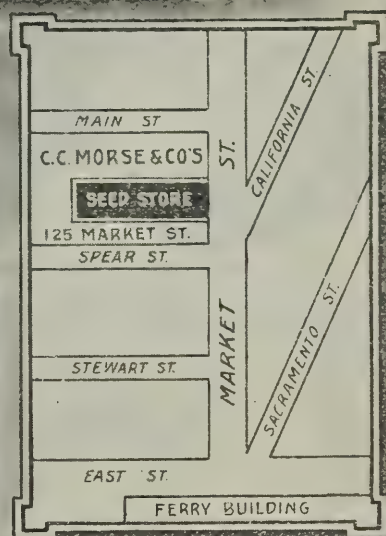 MAIN ST
C.C. MORSE & CO'S
SEED STORE
125 MARKET ST.
SPEAR ST.
STEWART ST.
EAST ST.
MARKET ST.
CALIFORNIA ST.
SACRAMENTO ST.
FERRY BUILDING